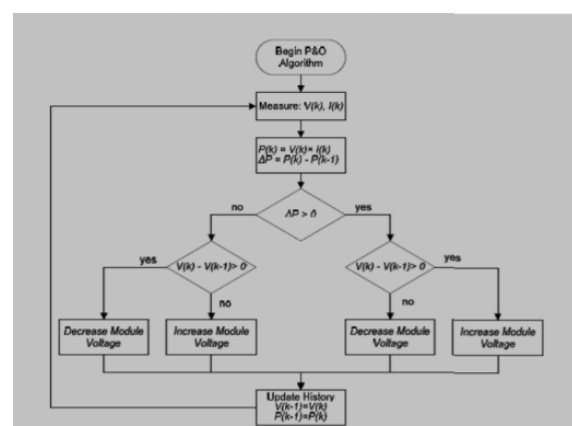 Begin P&O
Algorithm
Measure: V(k), I(k)
P(k) = V(k)× I(k)
ΔP = P(k) - P(k-1)
no
ΔP > 0
yes
yes
V(k) - V(k-1)> 0
no
V(k) - V(k-1)> 0
yes
no
Decrease Module
Voltage
Increase Module
Voltage
Decrease Module
Voltage
Increase Module
Voltage
Update History
V(k-1)=V(k)
P(k-1)=P(k)